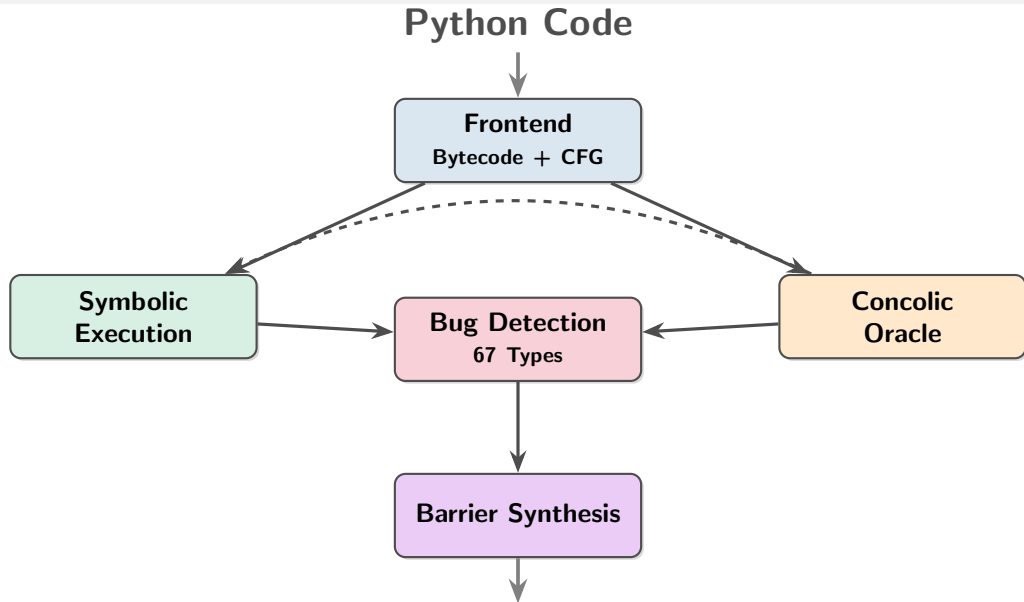 Python Code
Frontend
Bytecode + CFG
Symbolic
Execution
Bug Detection
67 Types
Concolic
Oracle
Barrier Synthesis